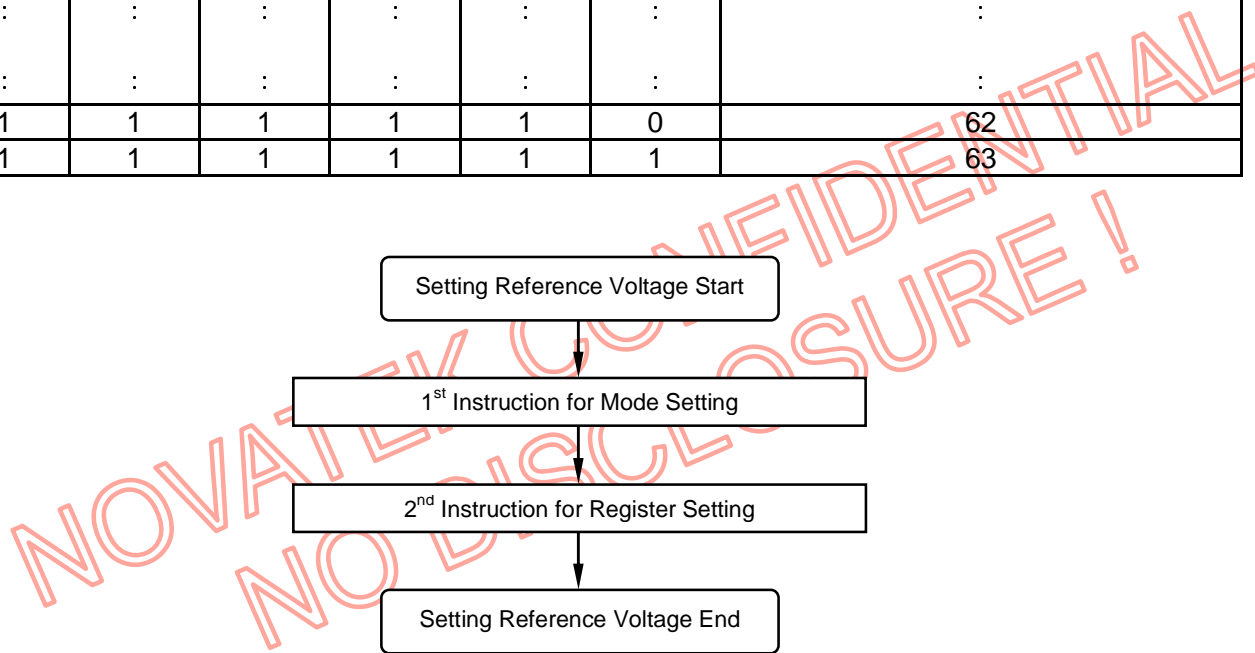 : : : : : : :
: : : : : : :
1 1 1 1 1 0 62
1 1 1 1 1 1 63
NOVATEK CONFIDENTIAL
NO DISCLOSURE !
Setting Reference Voltage Start
1st Instruction for Mode Setting
2nd Instruction for Register Setting
Setting Reference Voltage End